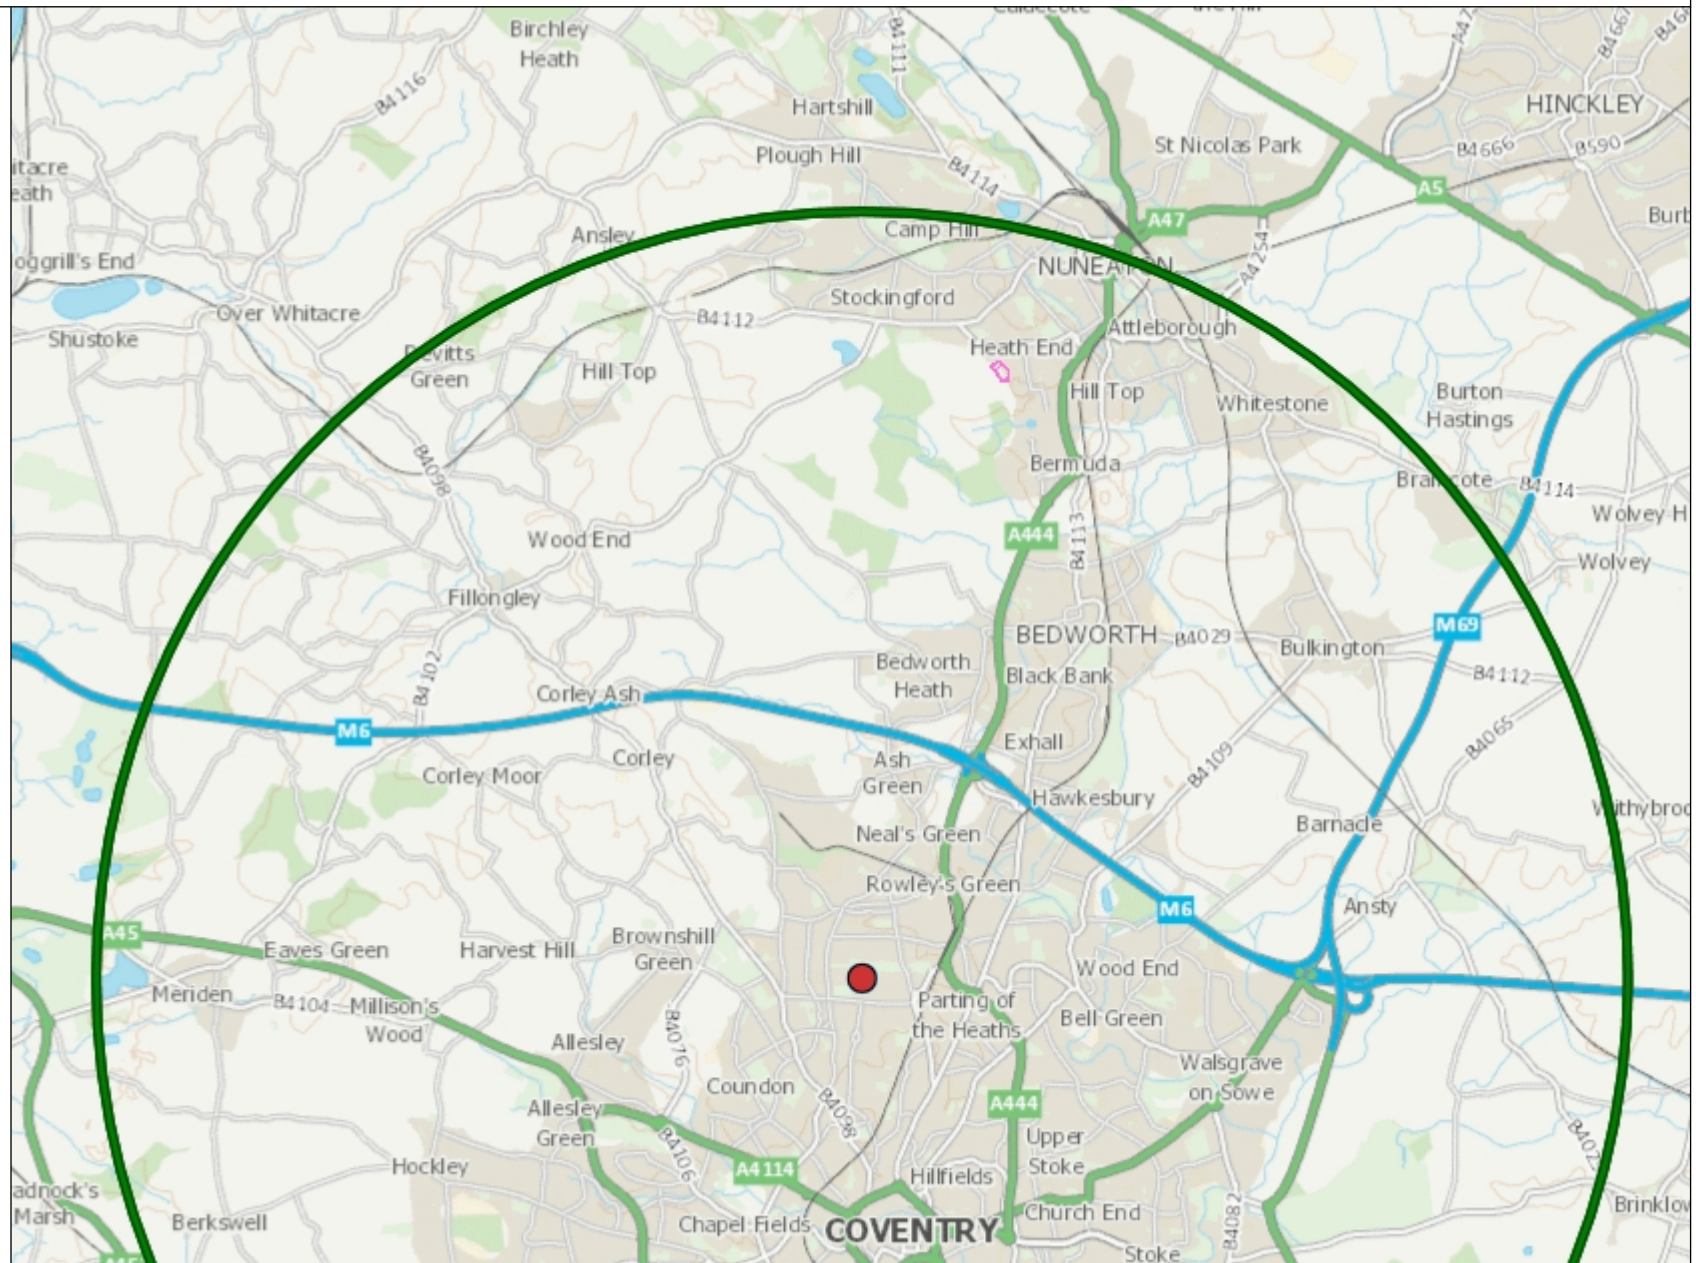 Birchley
Heath
B4116
B4111
A47
HINCKLEY
Hartshill
St Nicolas Park
B4666
B590
Plough Hill
B4114
A5
A47
Ansley
Camp Hill
A4254
NUNEATON
Over Whitacre
Stockingford
B4112
Attleborough
Shustoke
Devitts
Green
Hill Top
Heath End
Hill Top
Whitestone
Burton
Hastings
B4098
Bermuda
Bramcote
B4114
Wolvey H
A444
B4113
Wood End
Wolvey
Fillongley
M69
BEDWORTH
B4029
Bulkington
Bedworth
Heath
Black Bank
B4112
B4102
Corley Ash
M6
Exhall
B4065
Corley
Ash
Green
Corley Moor
B4109
Hawkesbury
Barnacle
Withybroo
Neal's Green
Rowley's Green
M6
Ansty
A45
Eaves Green
Harvest Hill
Brownshill
Green
Wood End
Meriden
B4104
Millison's
Wood
Parting of
the Heaths
Bell Green
B4076
Allesley
Walsgrave
on Sowe
Coundon
A444
Allesley
Green
B4098
B4106
Upper
Stoke
Hockley
A4114
Hillfields
Marsh
Berkswell
Chapel Fields
COVENTRY
Church End
B4082
Stoke